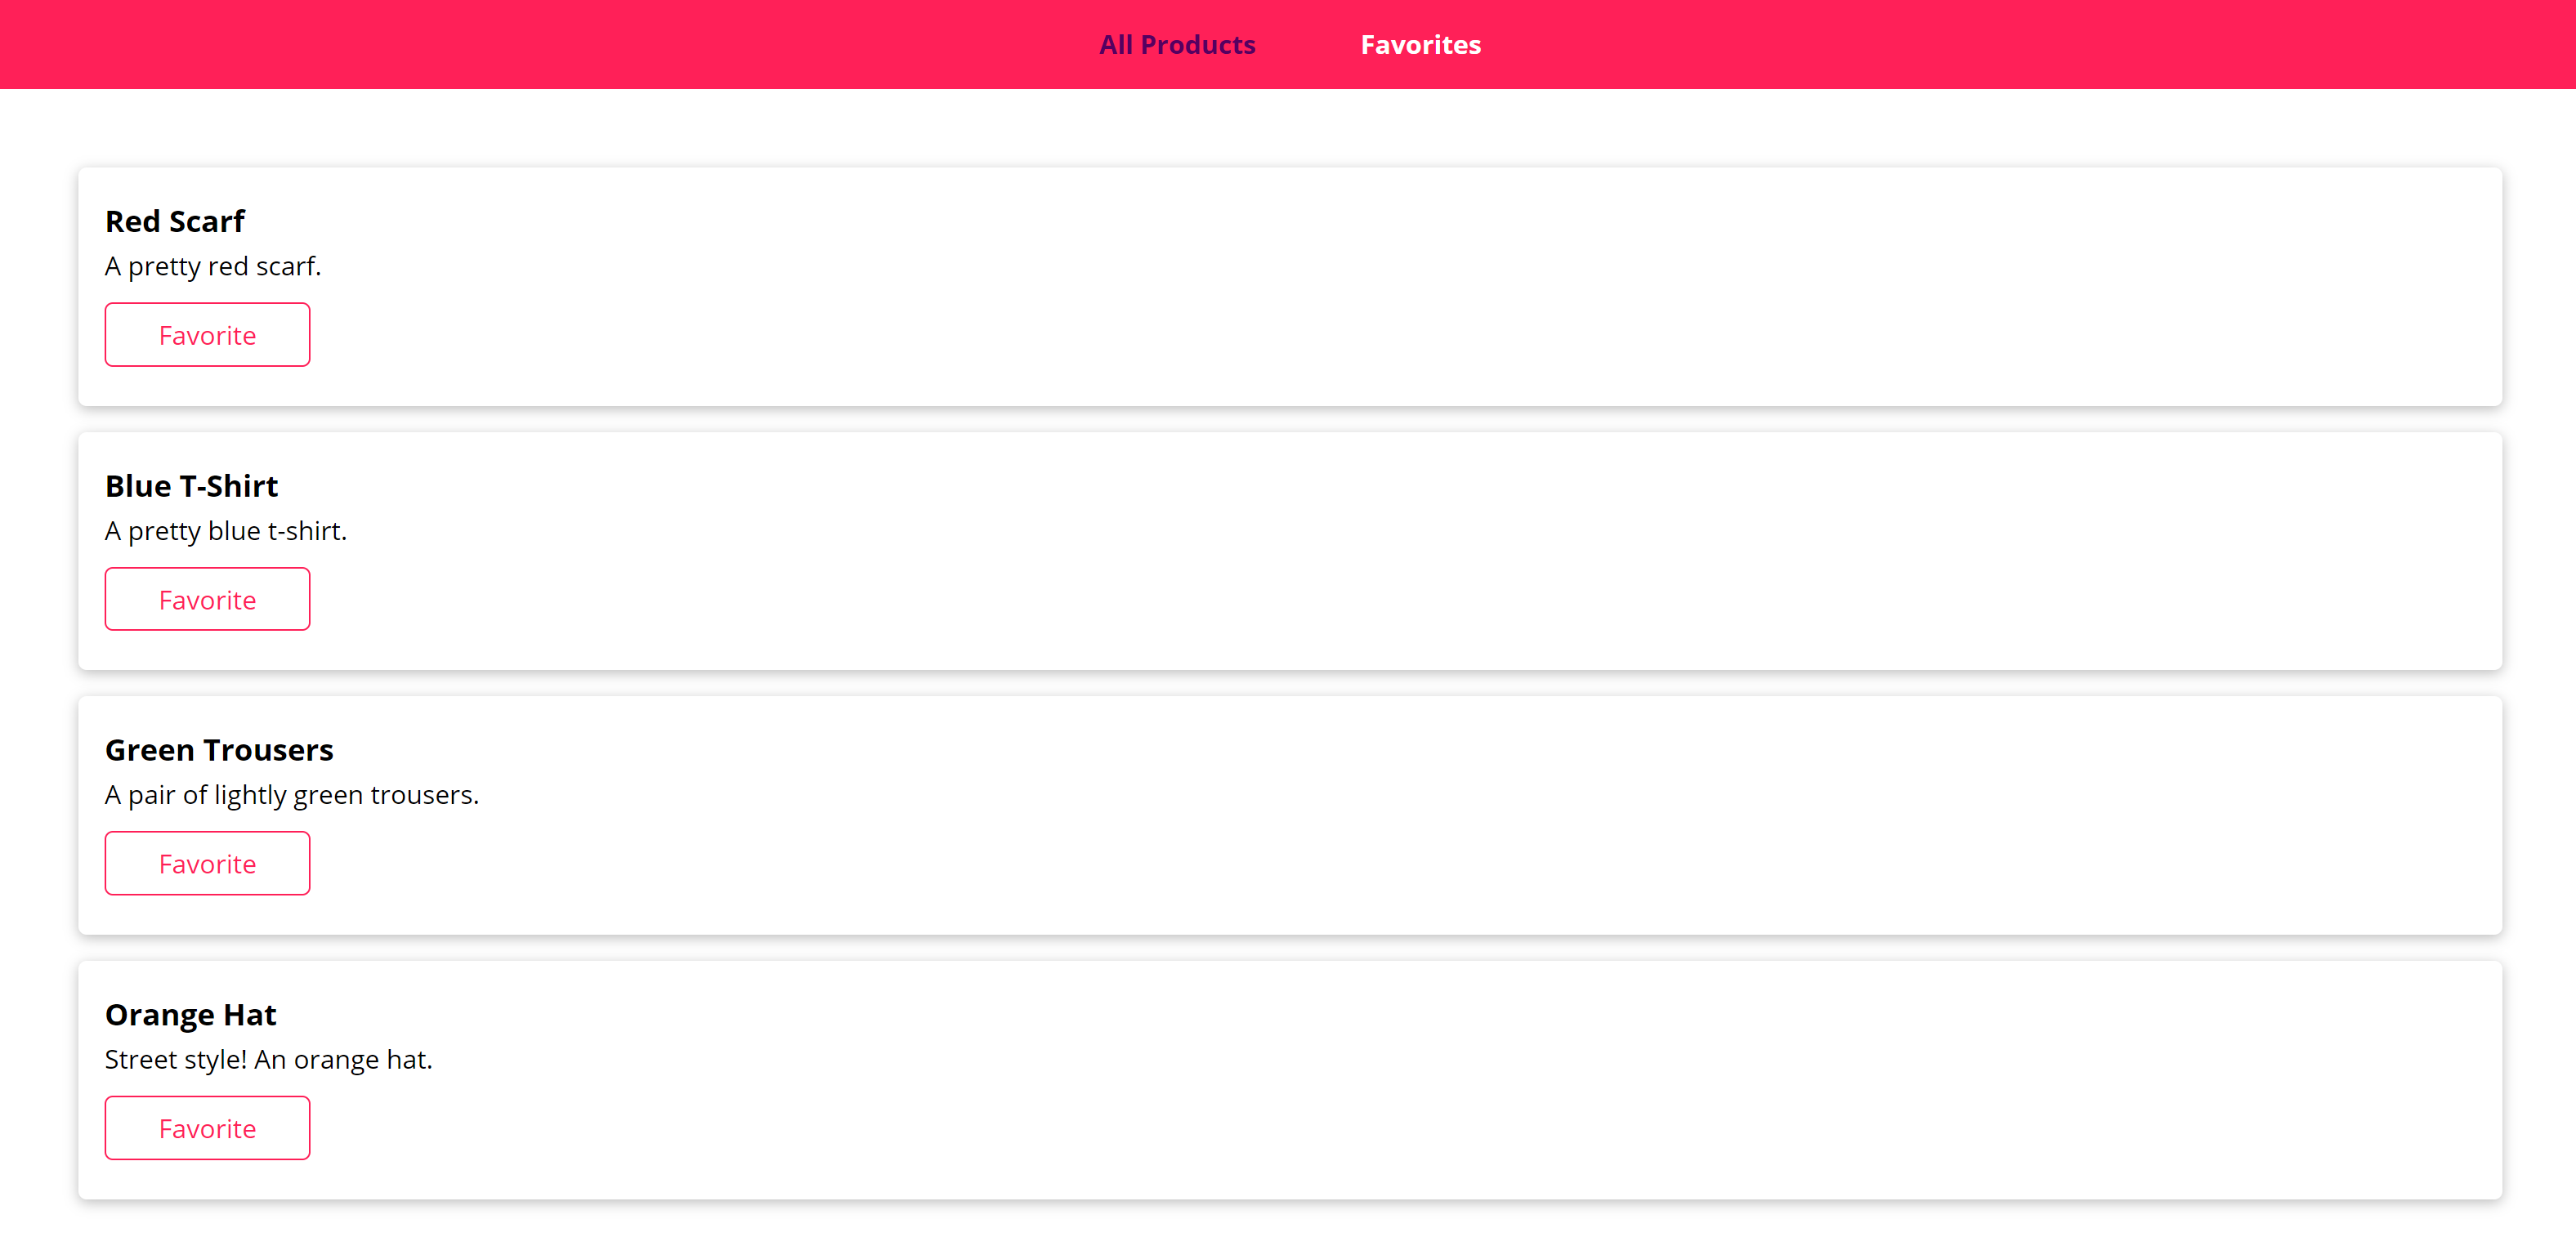 All Products Favorites
Red Scarf
A pretty red scarf.
Favorite
Blue T-Shirt
A pretty blue t-shirt.
Favorite
Green Trousers
A pair of lightly green trousers.
Favorite
Orange Hat
Street style! An orange hat.
Favorite